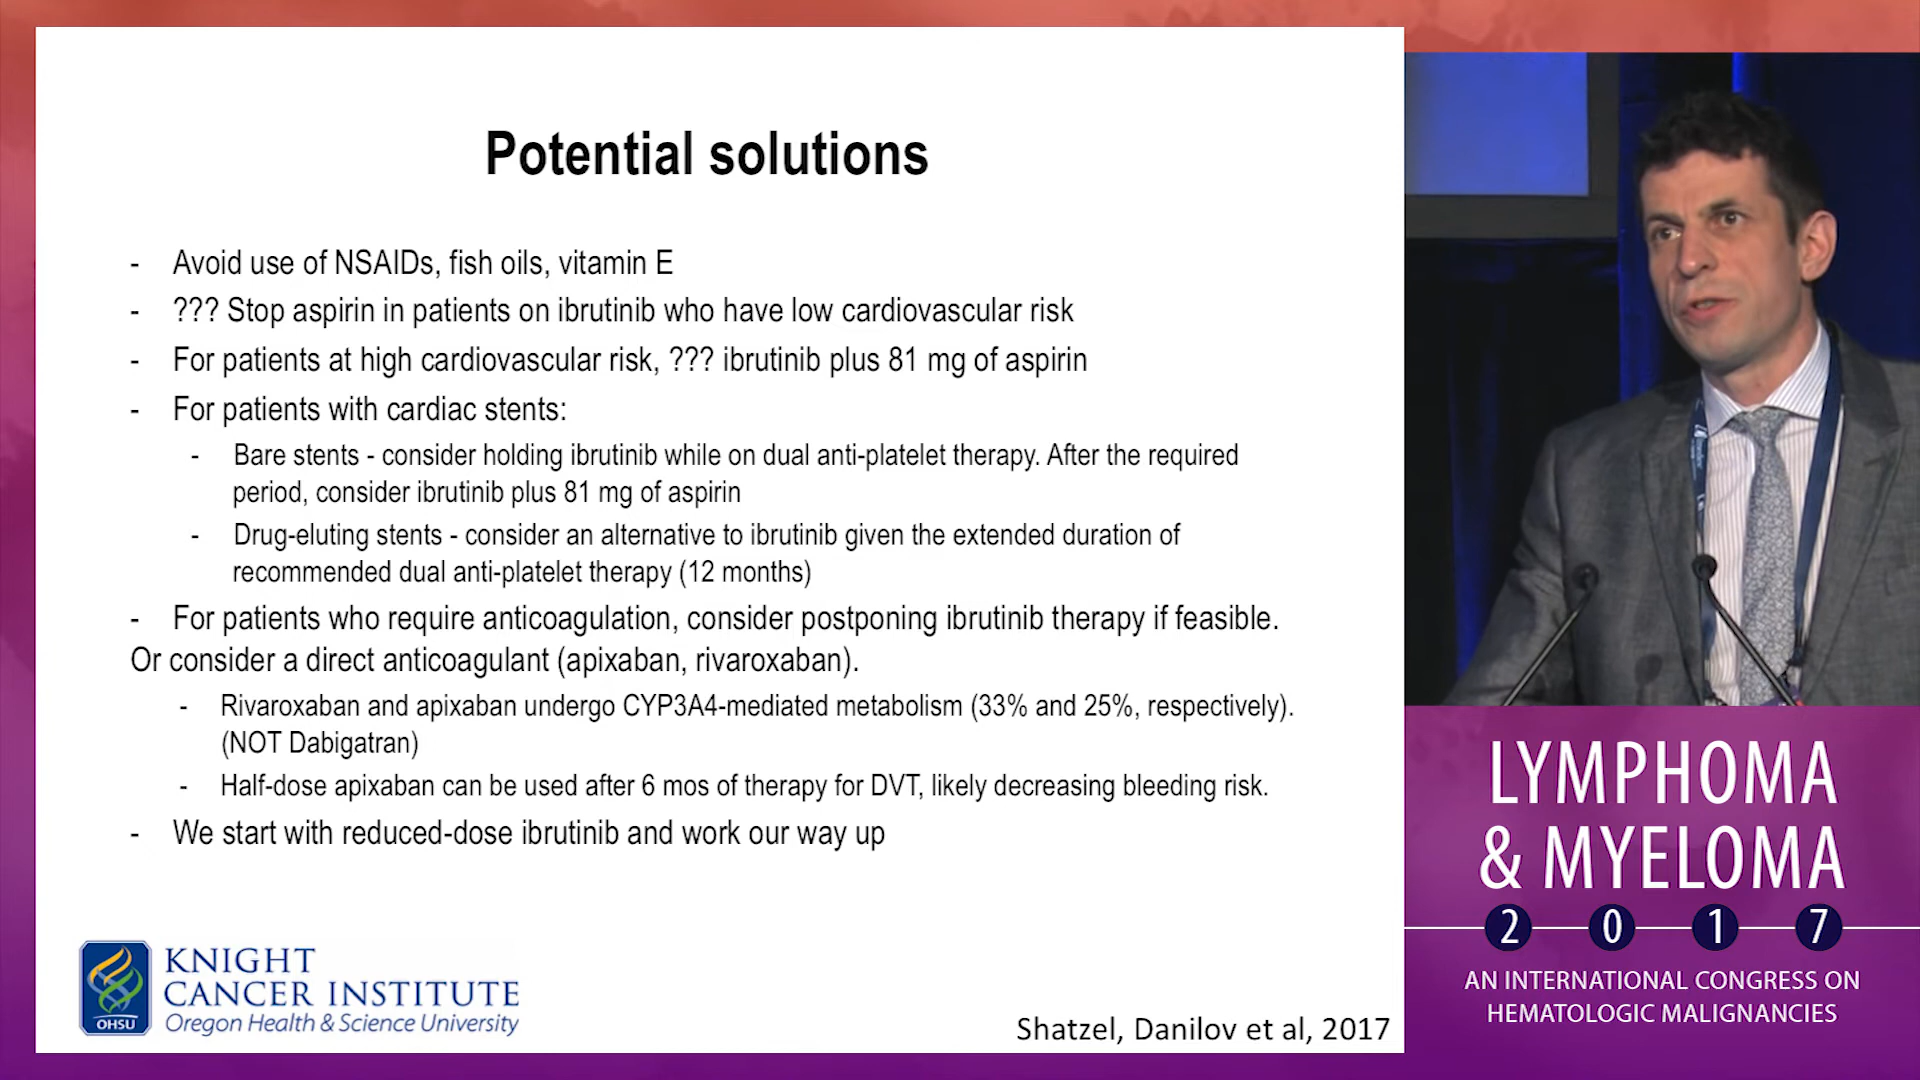 Potential solutions
- Avoid use of NSAIDs, fish oils, vitamin E
- ??? Stop aspirin in patients on ibrutinib who have low cardiovascular risk
- For patients at high cardiovascular risk, ??? ibrutinib plus 81 mg of aspirin
- For patients with cardiac stents:
- Bare stents - consider holding ibrutinib while on dual anti-platelet therapy. After the required
period, consider ibrutinib plus 81 mg of aspirin
- Drug-eluting stents - consider an alternative to ibrutinib given the extended duration of
recommended dual anti-platelet therapy (12 months)
- For patients who require anticoagulation, consider postponing ibrutinib therapy if feasible.
Or consider a direct anticoagulant (apixaban, rivaroxaban).
- Rivaroxaban and apixaban undergo CYP3A4-mediated metabolism (33% and 25%, respectively).
(NOT Dabigatran)
- Half-dose apixaban can be used after 6 mos of therapy for DVT, likely decreasing bleeding risk.
- We start with reduced-dose ibrutinib and work our way up
OHSU
KNIGHT
CANCER INSTITUTE
Oregon Health & Science University
Shatzel, Danilov et al, 2017
LYMPHOMA
& MYELOMA
2017
AN INTERNATIONAL CONGRESS ON
HEMATOLOGIC MALIGNANCIES